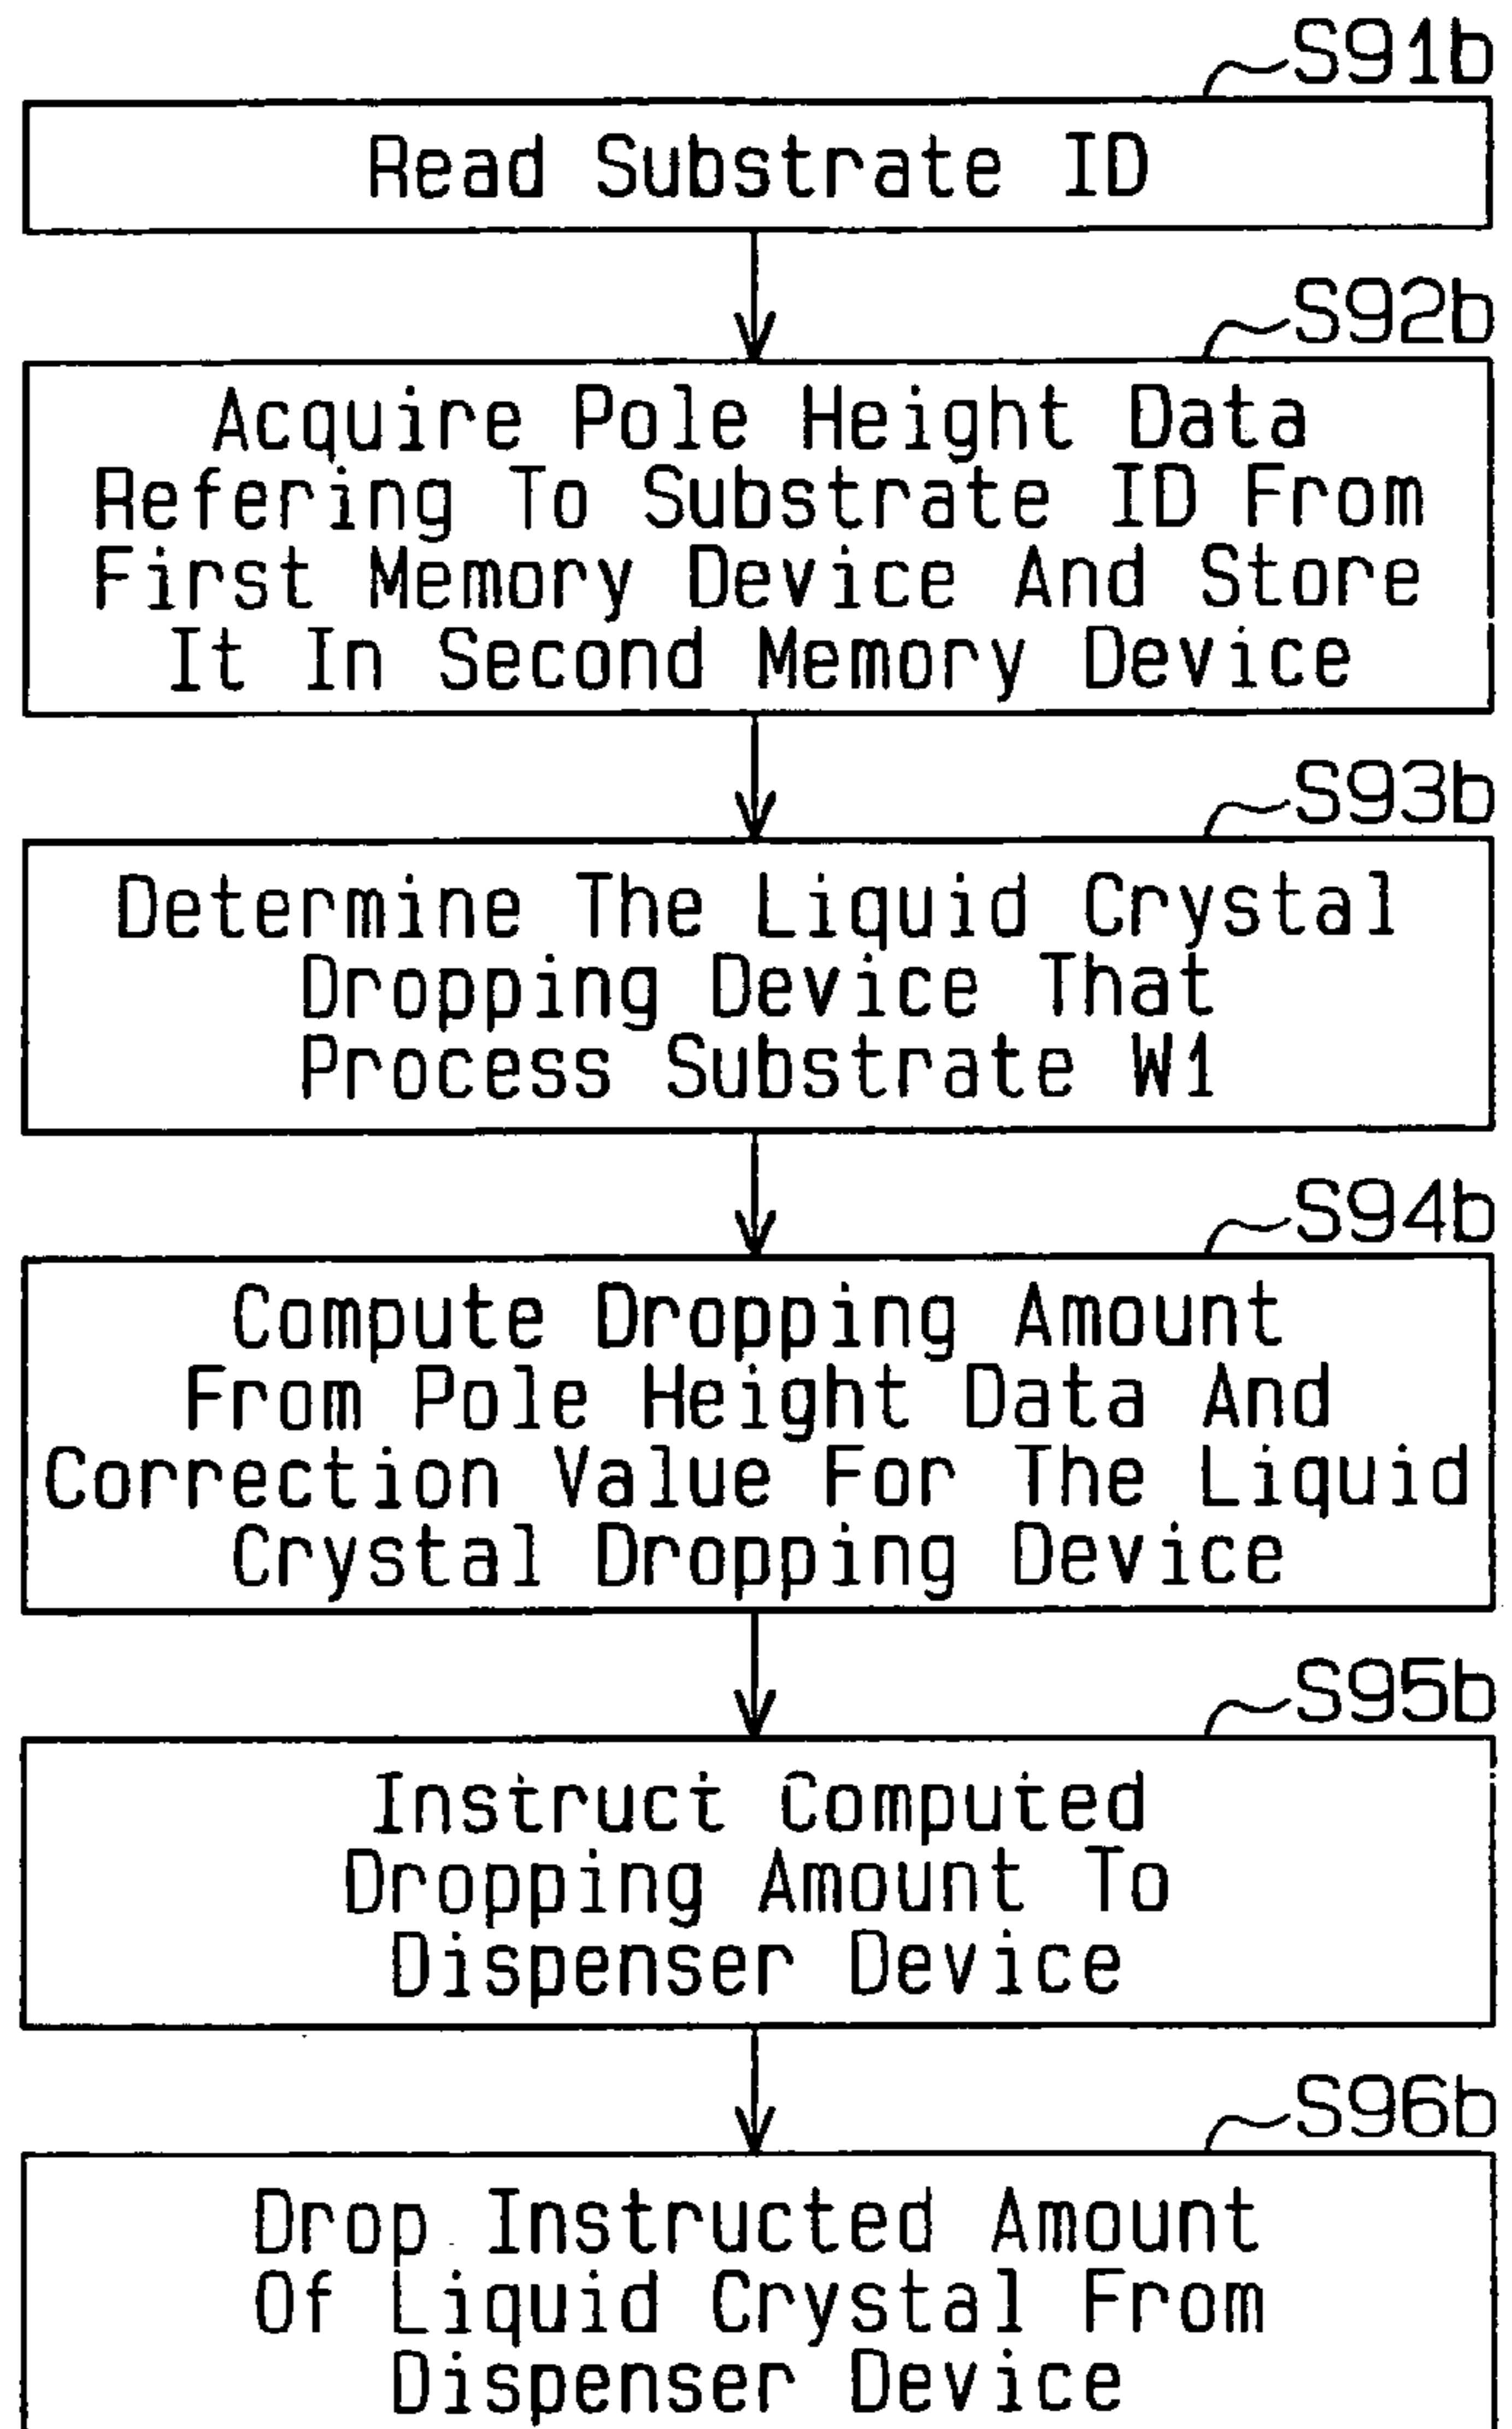 S91b
Read Substrate ID
S92b
Acquire Pole Height Data
Refering To Substrate ID From
First Memory Device And Store
It In Second Memory Device
S93b
Determine The Liquid Crystal
Dropping Device That
Process Substrate W1
S94b
Compute Dropping Amount
From Pole Height Data And
Correction Value For The Liquid
Crystal Dropping Device
S95b
Instruct Computed
Dropping Amount To
Dispenser Device
S96b
Drop Instructed Amount
Of Liquid Crystal From
Dispenser Device